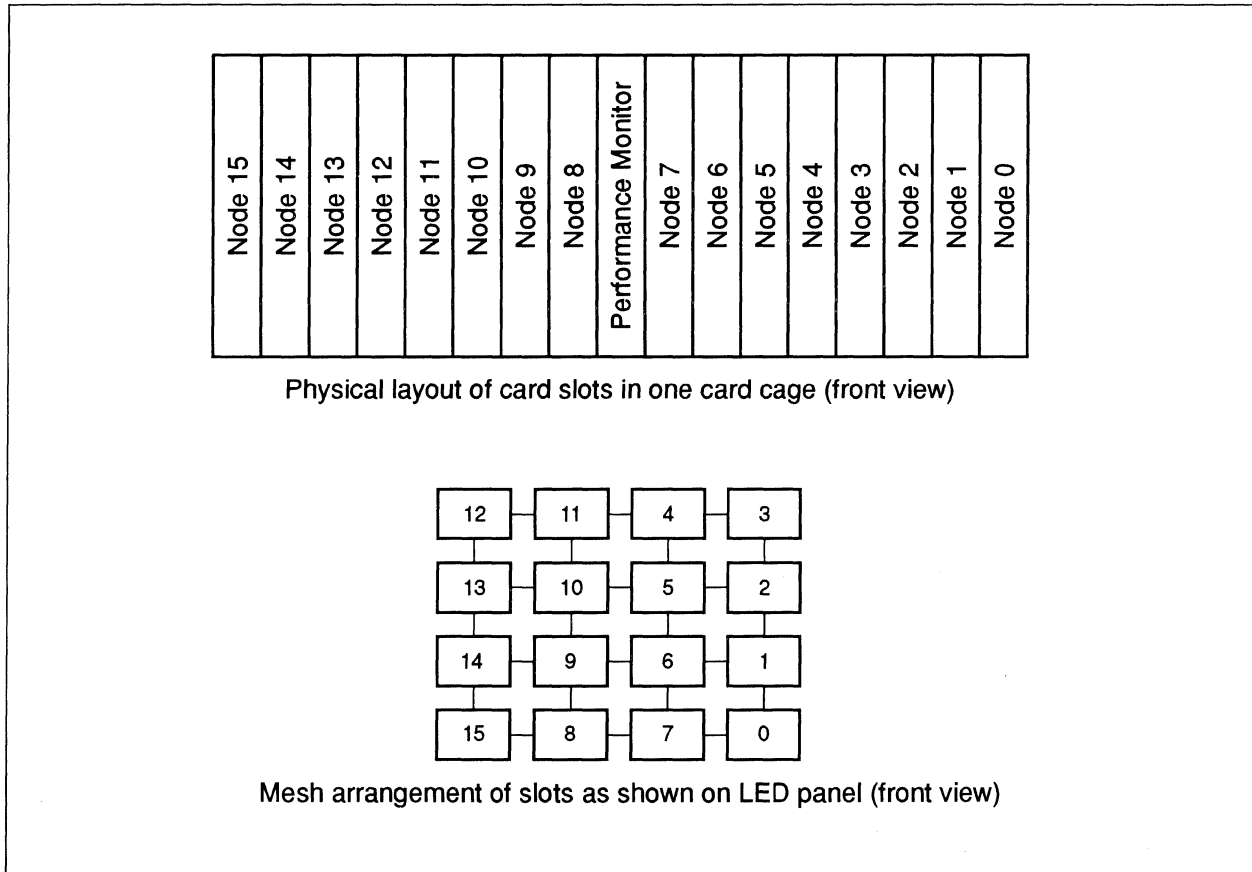 Node 15
Node 14
Node 13
Node 12
Node 11
Node 10
Node 9
Node 8
Performance Monitor
Node 7
Node 6
Node 5
Node 4
Node 3
Node 2
Node 1
Node 0
Physical layout of card slots in one card cage (front view)
12 11 4 3
13 10 5 2
14 9 6 1
15 8 7 0
Mesh arrangement of slots as shown on LED panel (front view)